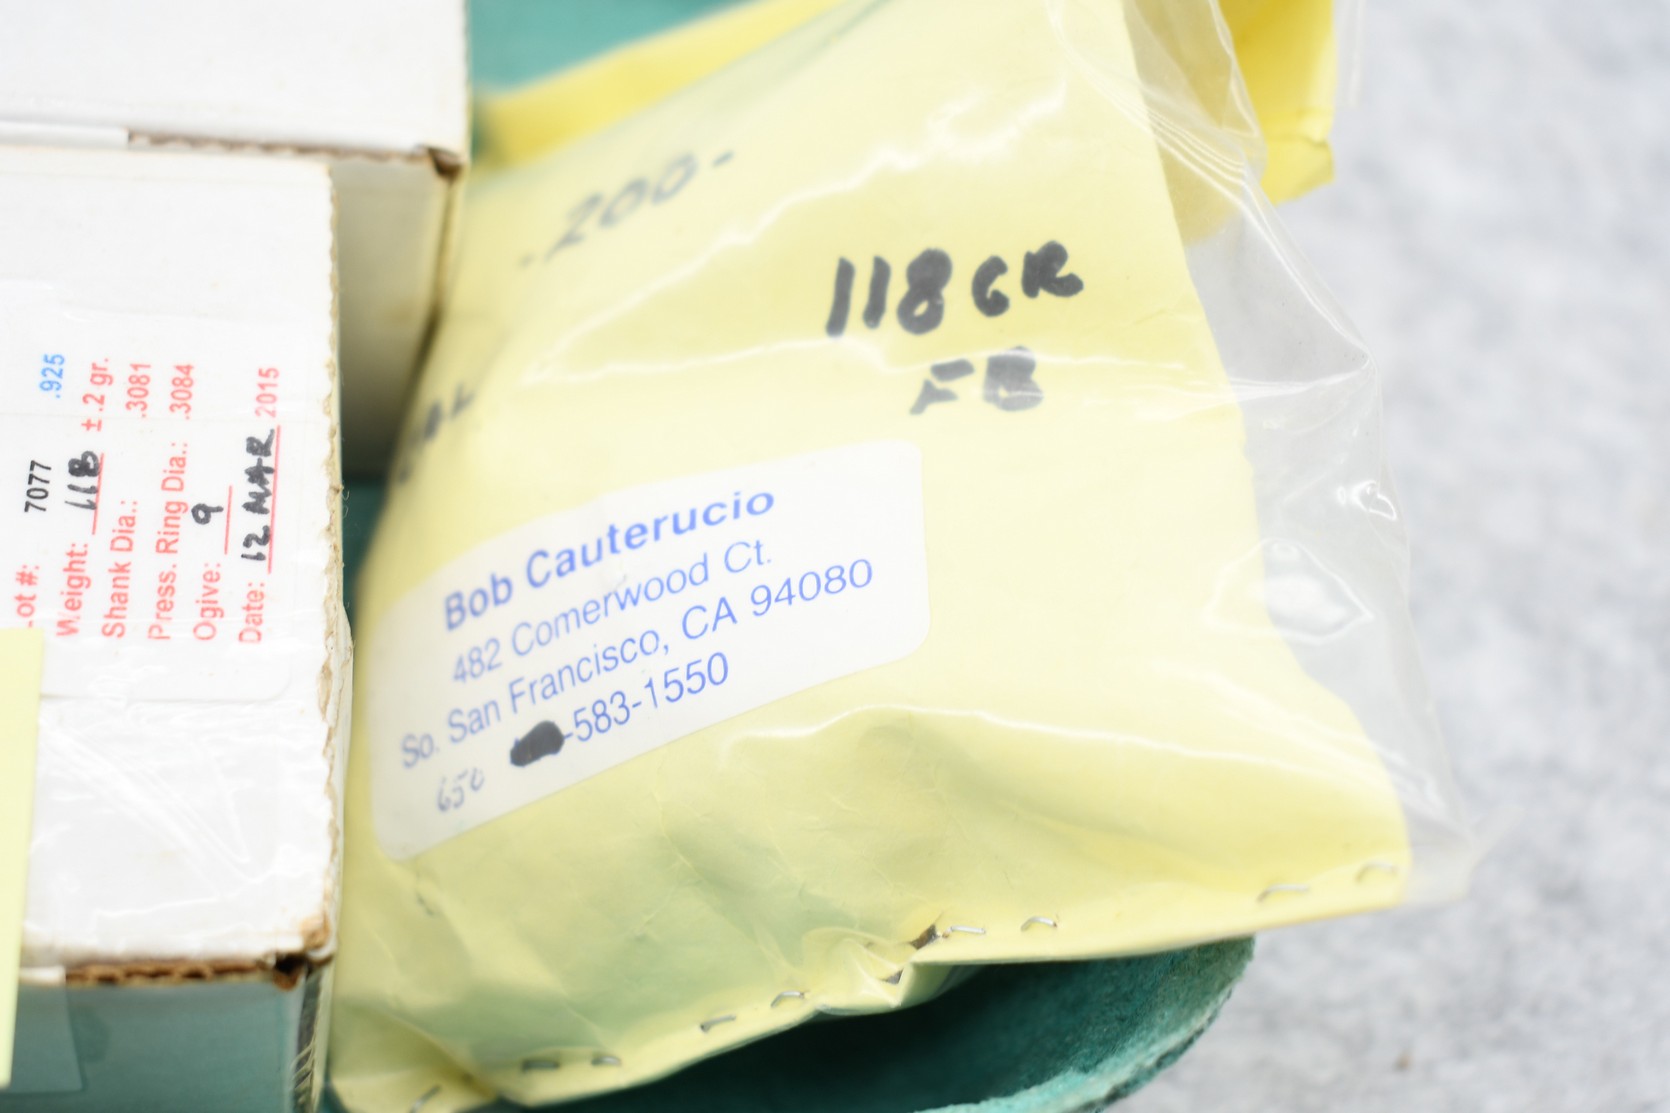 .925
Lot #: 7077
Weight: 118 ± .2 gr.
Shank Dia.: .3081
Press. Ring Dia.: .3084
Ogive: 9
Date: 12 MAR 2015
- 200 -
118 GR
FB
Bob Cauterucio
482 Comerwood Ct.
So. San Francisco, CA 94080
-583-1550
650